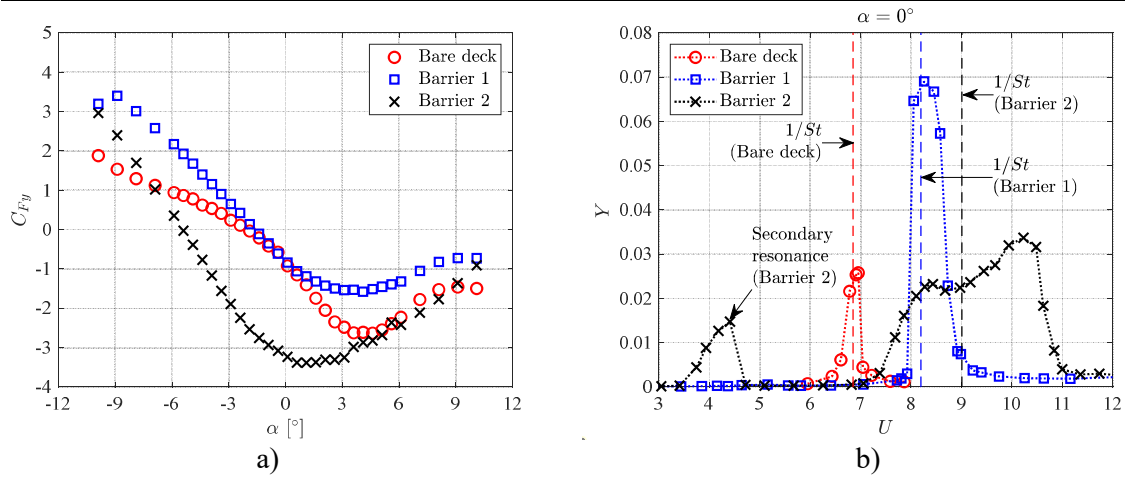 α = 0°
5
4
3
2
1
0
-1
-2
-3
-4
-12
-9
-6
-3
0
3
6
9
12
C_{Fy}
α [°]
Bare deck
Barrier 1
Barrier 2
a)
0.08
0.07
0.06
0.05
0.04
0.03
0.02
0.01
0
3
4
5
6
7
8
9
10
11
12
Y
U
Bare deck
Barrier 1
Barrier 2
1/St
(Bare deck)
1/St
(Barrier 2)
1/St
(Barrier 1)
Secondary
resonance
(Barrier 2)
b)